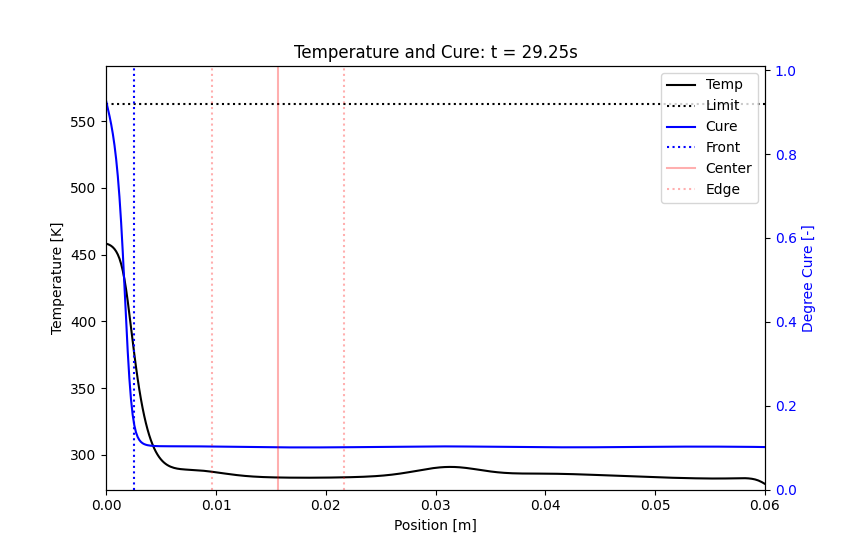 Temperature and Cure: t = 29.25s
Temp
Limit
Cure
Front
Center
Edge
Temperature [K]
550
500
450
400
350
300
Degree Cure [-]
1.0
0.8
0.6
0.4
0.2
0.0
0.00 0.01 0.02 0.03 0.04 0.05 0.06
Position [m]